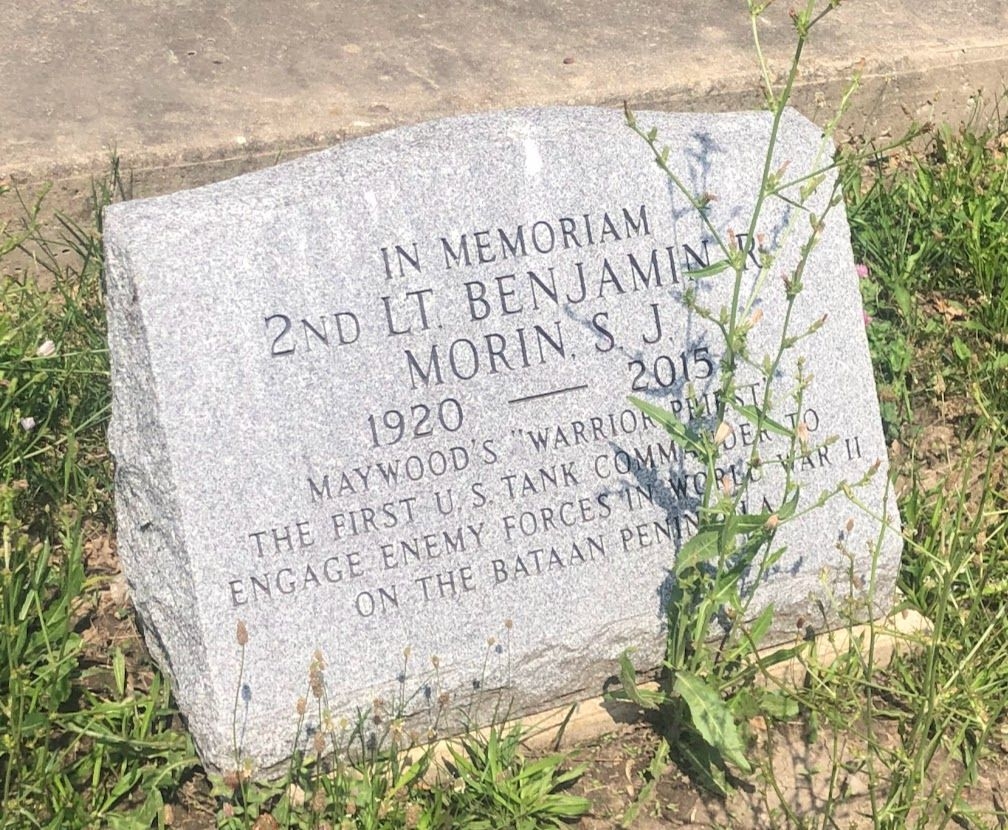 IN MEMORIAM
2ND LT. BENJAMIN R
MORIN, S. J.
1920 — 2015
MAYWOOD'S "WARRIOR PRIEST"
THE FIRST U.S. TANK COMMANDER TO
ENGAGE ENEMY FORCES IN WORLD WAR II
ON THE BATAAN PENINSULA